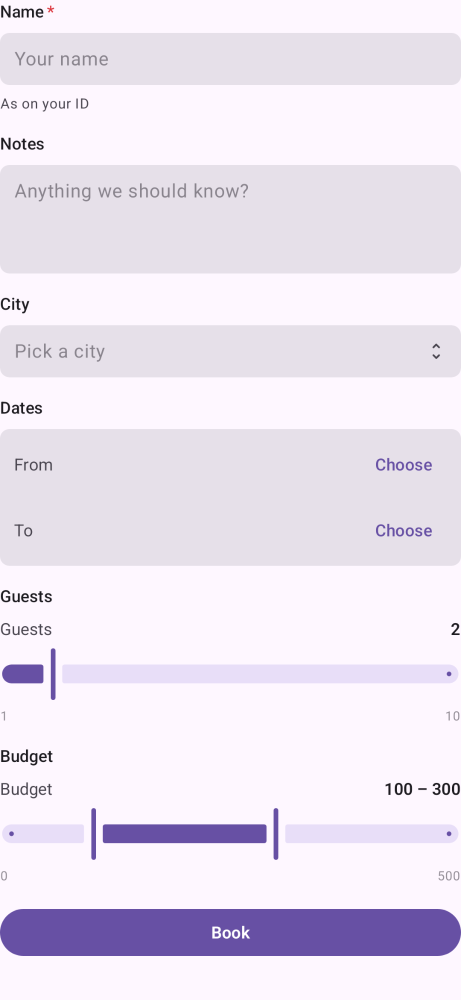 Name *
Your name
As on your ID
Notes
Anything we should know?
City
Pick a city
Dates
From Choose
To Choose
Guests
Guests 2
1 10
Budget
Budget 100 – 300
0 500
Book